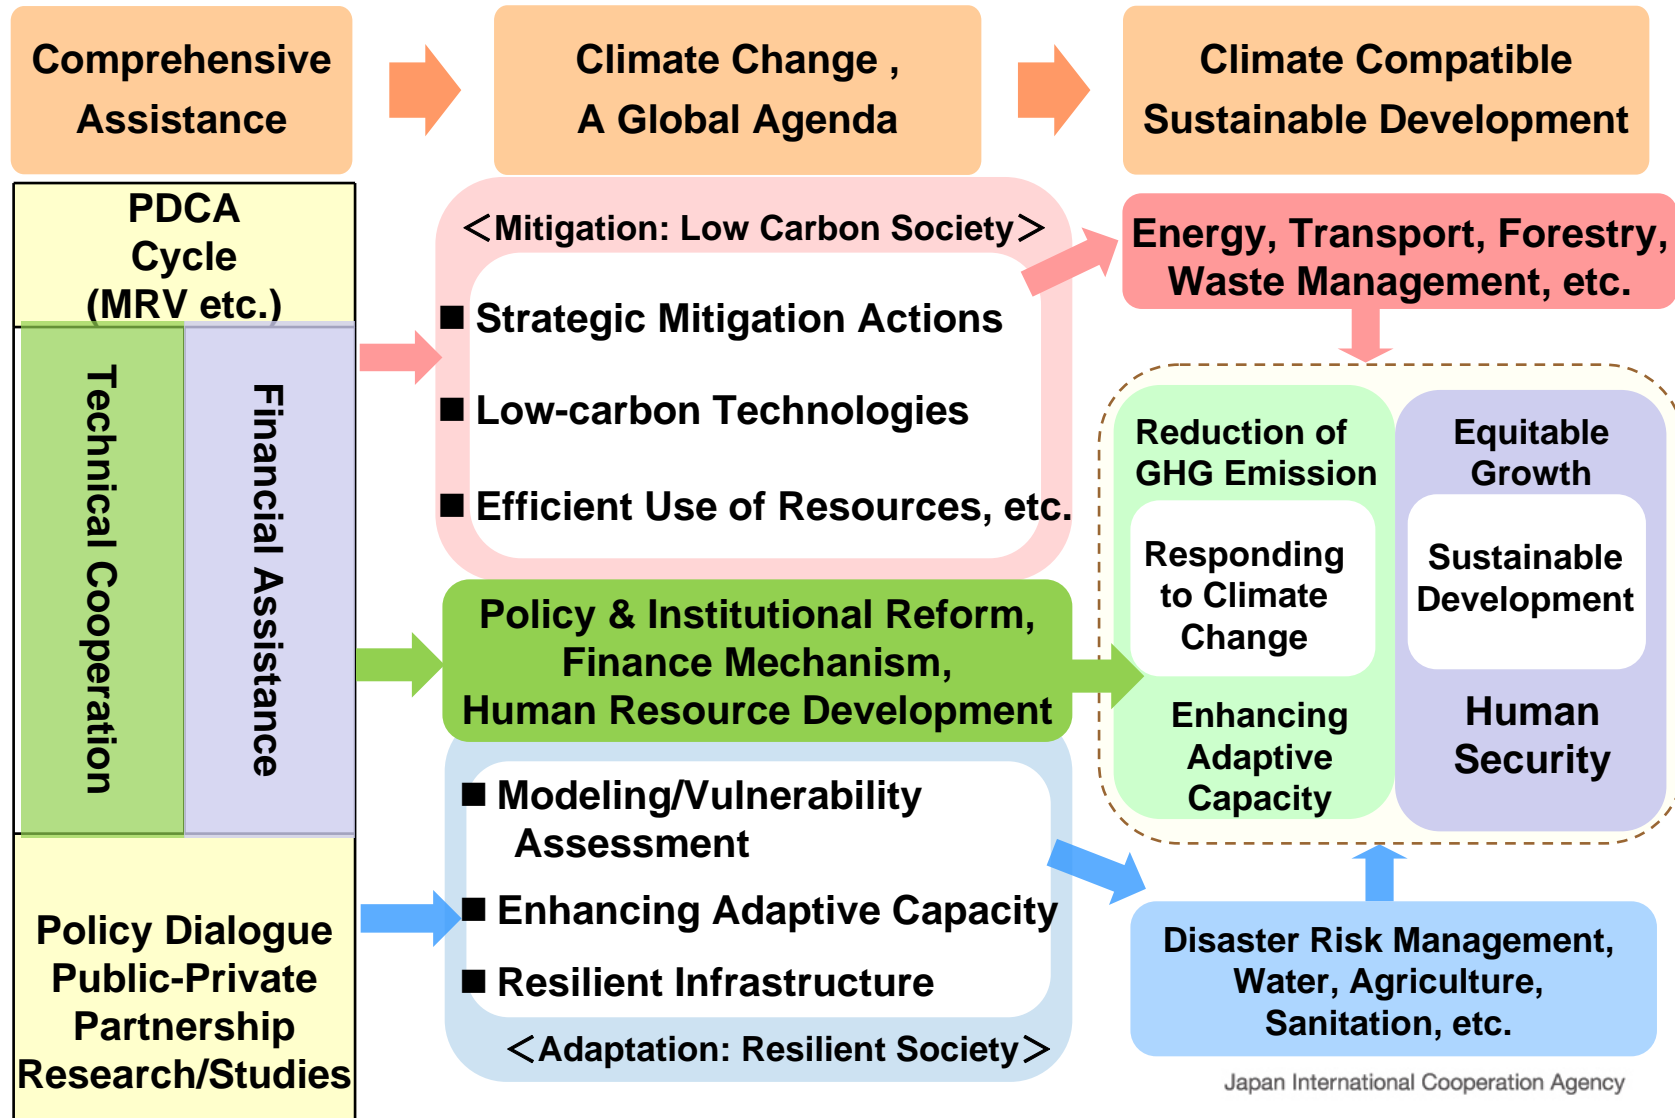 Comprehensive
Assistance
Climate Change ,
A Global Agenda
Climate Compatible
Sustainable Development
PDCA
Cycle
(MRV etc.)
Technical Cooperation
Financial Assistance
Policy Dialogue
Public-Private
Partnership
Research/Studies
＜Mitigation: Low Carbon Society＞
■ Strategic Mitigation Actions
■ Low-carbon Technologies
■ Efficient Use of Resources, etc.
Policy & Institutional Reform,
Finance Mechanism,
Human Resource Development
■ Modeling/Vulnerability
Assessment
■ Enhancing Adaptive Capacity
■ Resilient Infrastructure
＜Adaptation: Resilient Society＞
Energy, Transport, Forestry,
Waste Management, etc.
Reduction of
GHG Emission
Responding
to Climate
Change
Enhancing
Adaptive
Capacity
Equitable
Growth
Sustainable
Development
Human
Security
Disaster Risk Management,
Water, Agriculture,
Sanitation, etc.
Japan International Cooperation Agency